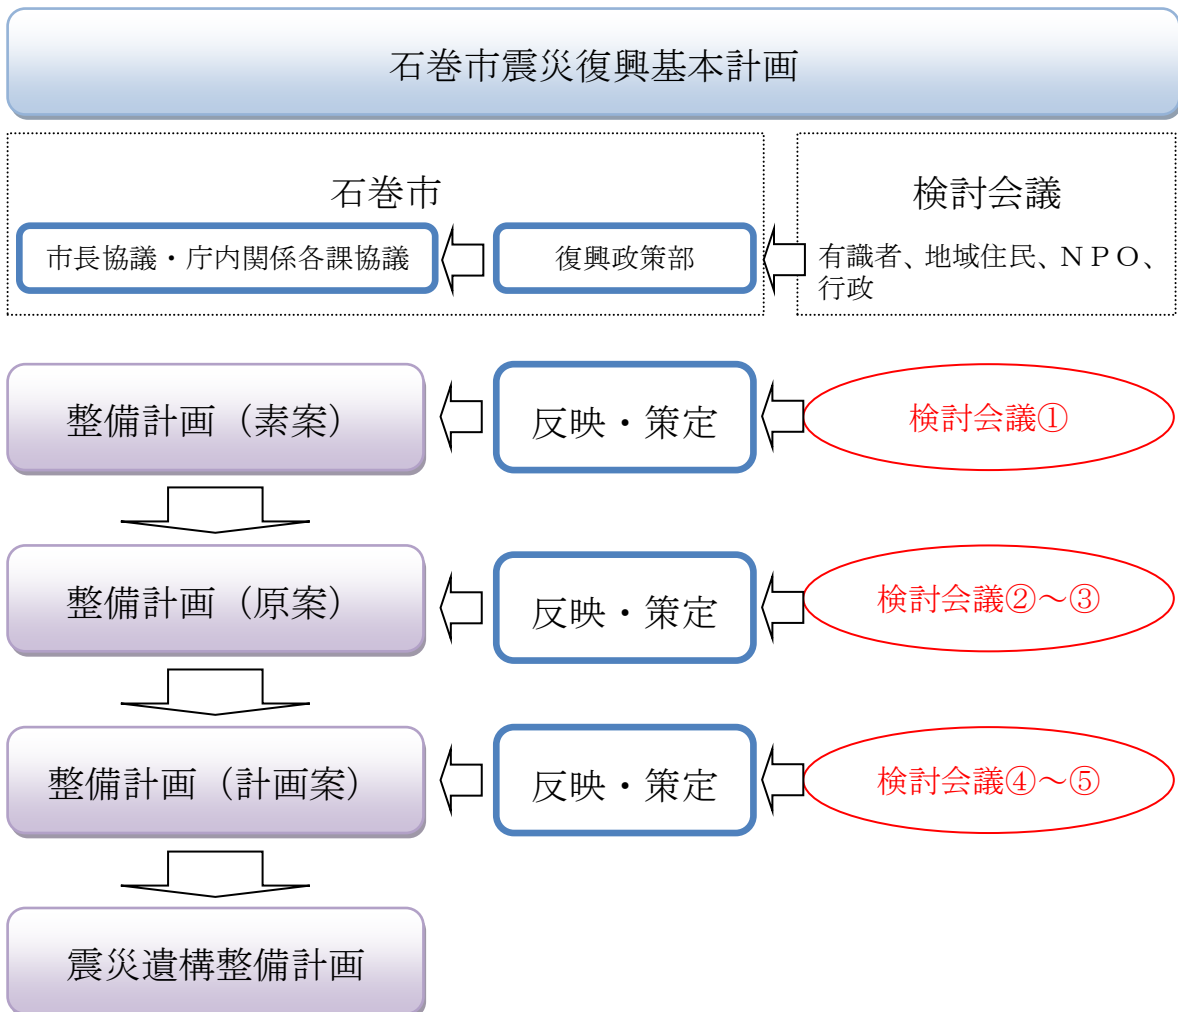 石巻市震災復興基本計画
石巻市
検討会議
市長協議・庁内関係各課協議
復興政策部
有識者、地域住民、ＮＰＯ、
行政
整備計画（素案）
反映・策定
検討会議①
整備計画（原案）
反映・策定
検討会議②～③
整備計画（計画案）
反映・策定
検討会議④～⑤
震災遺構整備計画